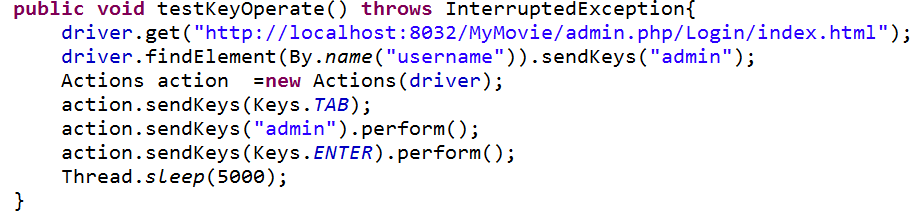 public void testKeyOperate() throws InterruptedException{
    driver.get("http://localhost:8032/MyMovie/admin.php/Login/index.html");
    driver.findElement(By.name("username")).sendKeys("admin");
    Actions action  =new Actions(driver);
    action.sendKeys(Keys.TAB);
    action.sendKeys("admin").perform();
    action.sendKeys(Keys.ENTER).perform();
    Thread.sleep(5000);
}